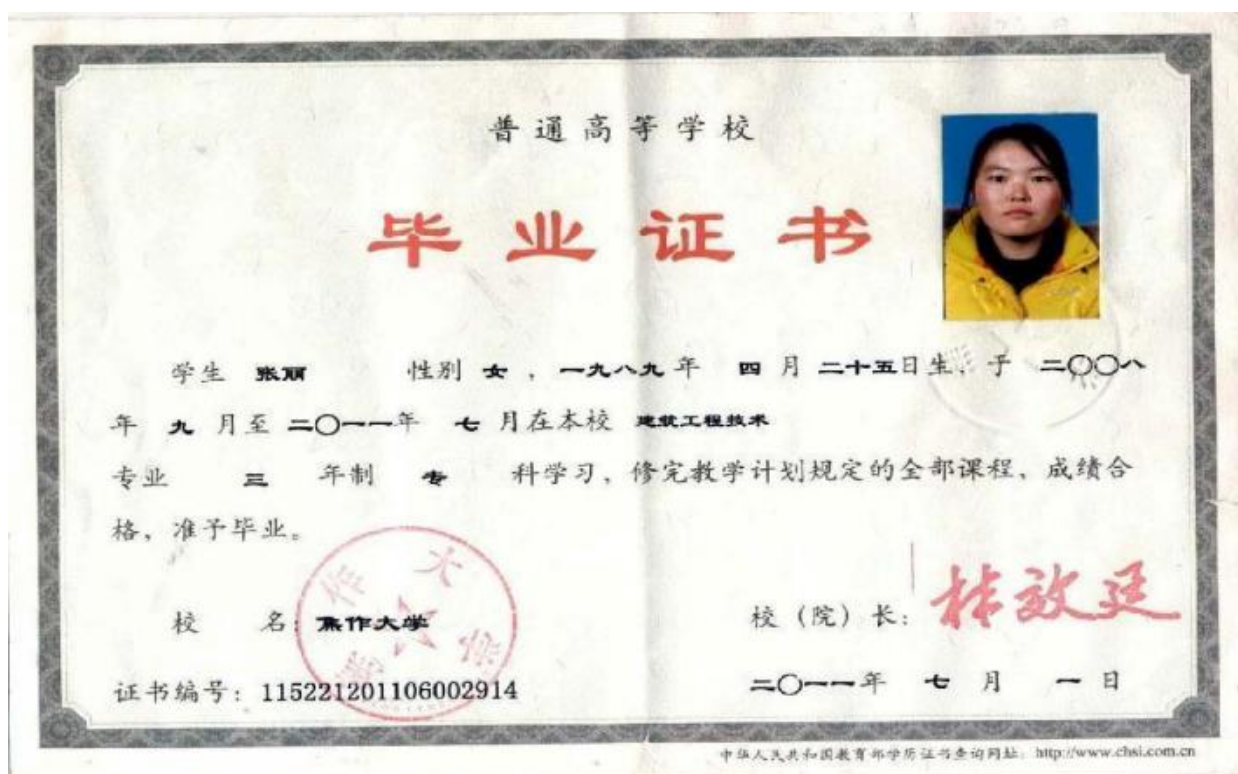 普通高等学校
毕业证书
学生 张丽 性别 女 ，一九八九年 四 月 二十五日生，于 二〇〇八
年 九 月至 二〇一一年 七 月在本校 建筑工程技术
专业 三 年制 专 科学习，修完教学计划规定的全部课程，成绩合
格，准予毕业。
校 名：焦作大学
校（院）长：
证书编号：115221201106002914
二〇一一年 七 月 一 日
中华人民共和国教育部学历证书查询网址：http://www.chsi.com.cn